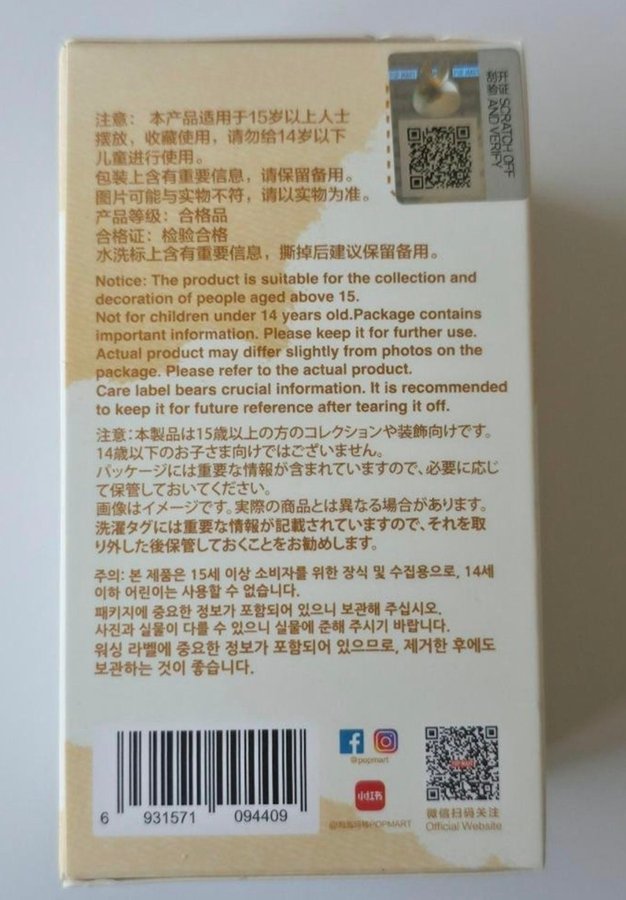 开证 SCRATCH OFF
刮验 AND VERIFY
注意: 本产品适用于15岁以上人士
摆放，收藏使用，请勿给14岁以下
儿童进行使用。
包装上含有重要信息，请保留备用。
图片可能与实物不符，请以实物为准。
产品等级：合格品
合格证：检验合格
水洗标上含有重要信息，撕掉后建议保留备用。
Notice: The product is suitable for the collection and
decoration of people aged above 15.
Not for children under 14 years old.Package contains
important information. Please keep it for further use.
Actual product may differ slightly from photos on the
package. Please refer to the actual product.
Care label bears crucial information. It is recommended
to keep it for future reference after tearing it off.
注意:本製品は15歳以上の方のコレクションや装飾向けです。
14歳以下のお子さま向けではございません。
パッケージには重要な情報が含まれていますので、必要に応じ
て保管しておいてください。
画像はイメージです。実際の商品とは異なる場合があります。
洗濯タグには重要な情報が記載されていますので、それを取
り外した後保管しておくことをお勧めします。
주의: 본 제품은 15세 이상 소비자를 위한 장식 및 수집용으로, 14세
이하 어린이는 사용할 수 없습니다.
패키지에 중요한 정보가 포함되어 있으니 보관해 주십시오.
사진과 실물이 다를 수 있으니 실물에 준해 주시기 바랍니다.
워싱 라벨에 중요한 정보가 포함되어 있으므로, 제거한 후에도
보관하는 것이 좋습니다.
6 931571 094409
@popmart
小红书
POPMART
微信扫码关注
Official Website